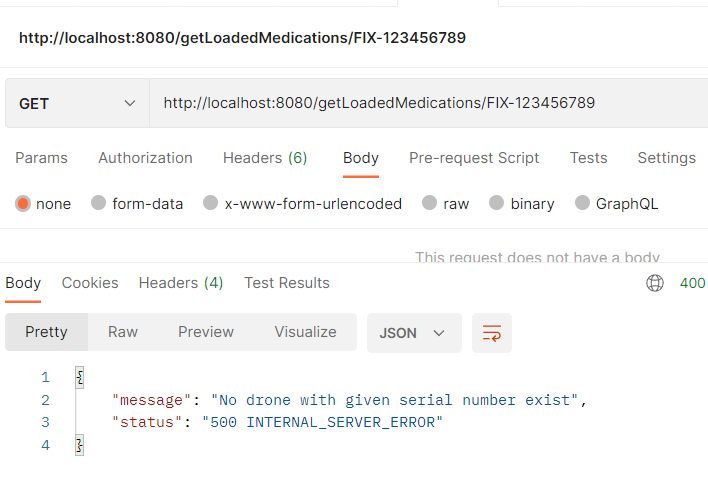 http://localhost:8080/getLoadedMedications/FIX-123456789
GET http://localhost:8080/getLoadedMedications/FIX-123456789
Params Authorization Headers (6) Body Pre-request Script Tests Settings
none form-data x-www-form-urlencoded raw binary GraphQL
This request does not have a body
Body Cookies Headers (4) Test Results 400
Pretty Raw Preview Visualize JSON
1 {
2 "message": "No drone with given serial number exist",
3 "status": "500 INTERNAL_SERVER_ERROR"
4 }